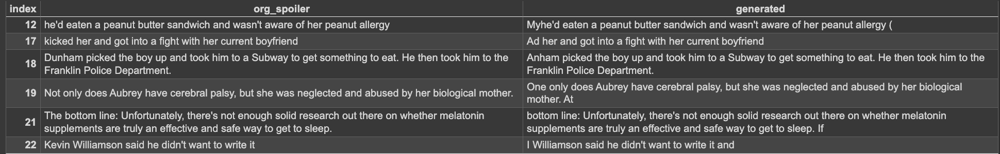 index org_spoiler generated
12 he'd eaten a peanut butter sandwich and wasn't aware of her peanut allergy Myhe'd eaten a peanut butter sandwich and wasn't aware of her peanut allergy (
17 kicked her and got into a fight with her current boyfriend Ad her and got into a fight with her current boyfriend
18 Dunham picked the boy up and took him to a Subway to get something to eat. He then took him to the
Franklin Police Department.
Anham picked the boy up and took him to a Subway to get something to eat. He then took him to the
Franklin Police Department.
19 Not only does Aubrey have cerebral palsy, but she was neglected and abused by her biological mother.
One only does Aubrey have cerebral palsy, but she was neglected and abused by her biological
mother. At
21 The bottom line: Unfortunately, there's not enough solid research out there on whether melatonin
supplements are truly an effective and safe way to get to sleep.
bottom line: Unfortunately, there's not enough solid research out there on whether melatonin
supplements are truly an effective and safe way to get to sleep. If
22 Kevin Williamson said he didn't want to write it I Williamson said he didn't want to write it and